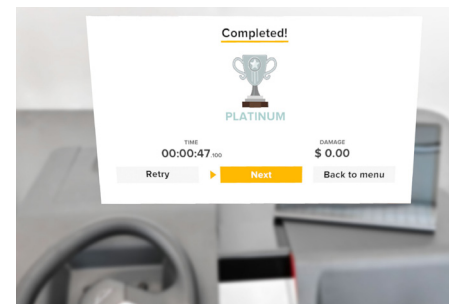 Completed!
PLATINUM
TIME
00:00:47.100
DAMAGE
$ 0.00
Retry
Next
Back to menu